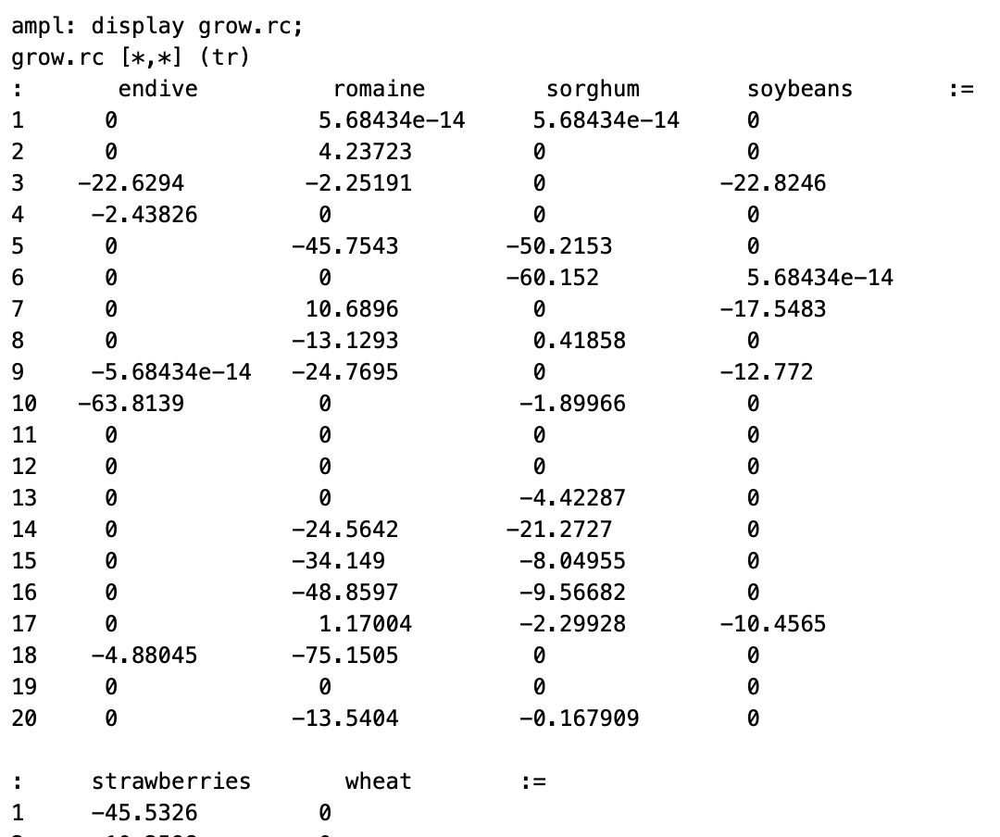 ampl: display grow.rc;
grow.rc [*,*] (tr)
: endive romaine sorghum soybeans :=
1 0 5.68434e-14 5.68434e-14 0
2 0 4.23723 0 0
3 -22.6294 -2.25191 0 -22.8246
4 -2.43826 0 0 0
5 0 -45.7543 -50.2153 0
6 0 0 -60.152 5.68434e-14
7 0 10.6896 0 -17.5483
8 0 -13.1293 0.41858 0
9 -5.68434e-14 -24.7695 0 -12.772
10 -63.8139 0 -1.89966 0
11 0 0 0 0
12 0 0 0 0
13 0 0 -4.42287 0
14 0 -24.5642 -21.2727 0
15 0 -34.149 -8.04955 0
16 0 -48.8597 -9.56682 0
17 0 1.17004 -2.29928 -10.4565
18 -4.88045 -75.1505 0 0
19 0 0 0 0
20 0 -13.5404 -0.167909 0
: strawberries wheat :=
1 -45.5326 0